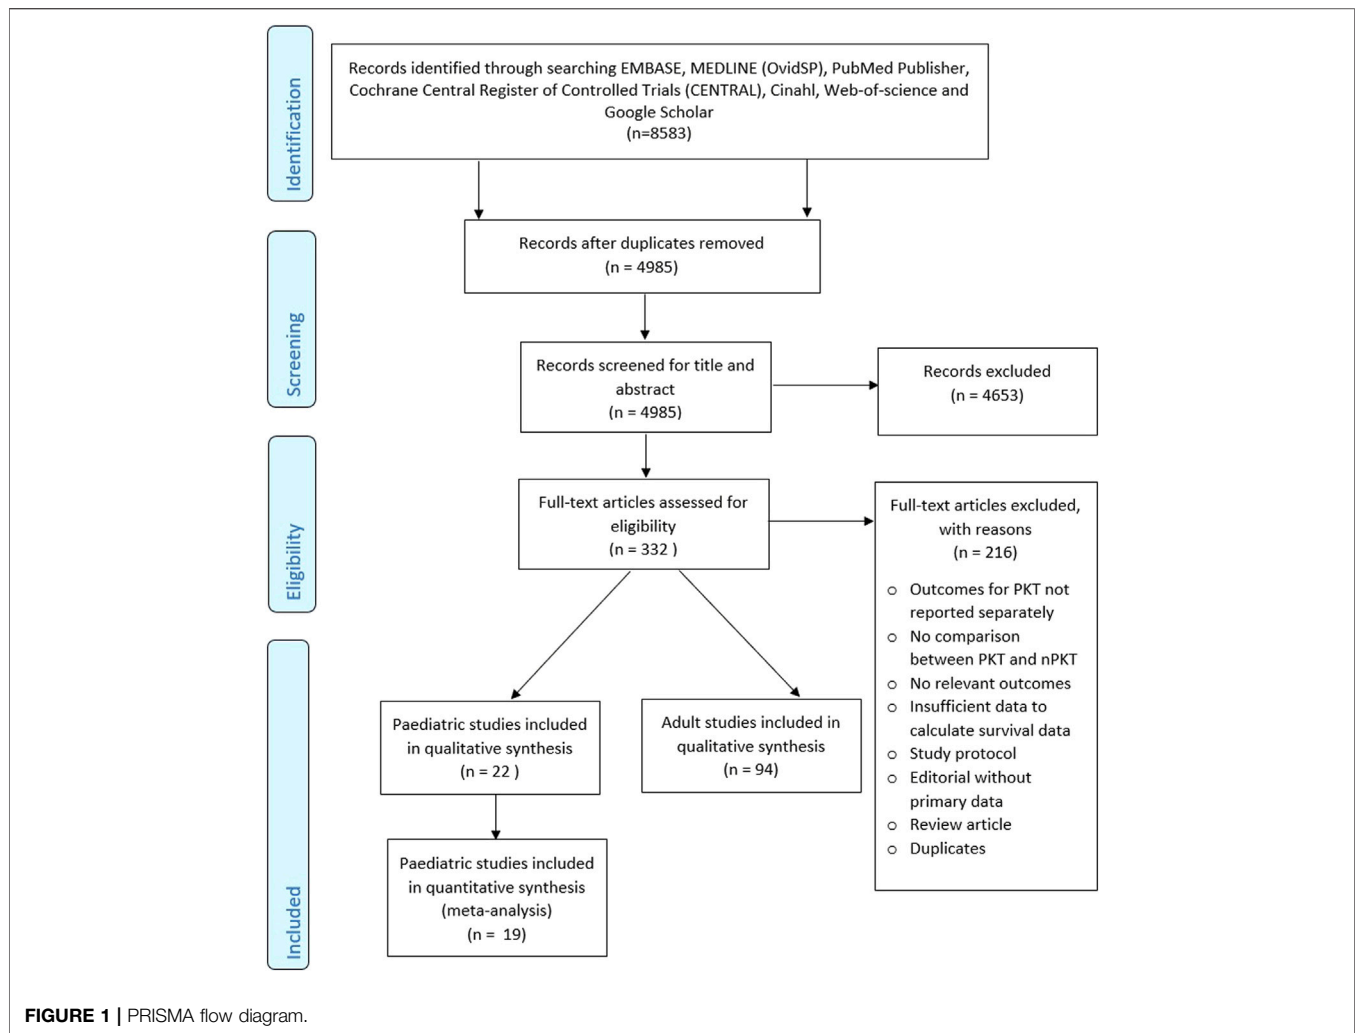 Identification
Records identified through searching EMBASE, MEDLINE (OvidSP), PubMed Publisher,
Cochrane Central Register of Controlled Trials (CENTRAL), Cinahl, Web-of-science and
Google Scholar
(n=8583)
Screening
Records after duplicates removed
(n = 4985)
Records screened for title and
abstract
(n = 4985)
Records excluded
(n = 4653)
Eligibility
Full-text articles assessed for
eligibility
(n = 332 )
Full-text articles excluded,
with reasons
(n = 216)
o Outcomes for PKT not
reported separately
o No comparison
between PKT and nPKT
o No relevant outcomes
o Insufficient data to
calculate survival data
o Study protocol
o Editorial without
primary data
o Review article
o Duplicates
Included
Paediatric studies included
in qualitative synthesis
(n = 22 )
Adult studies included in
qualitative synthesis
(n = 94)
Paediatric studies included
in quantitative synthesis
(meta-analysis)
(n = 19)
FIGURE 1 | PRISMA flow diagram.